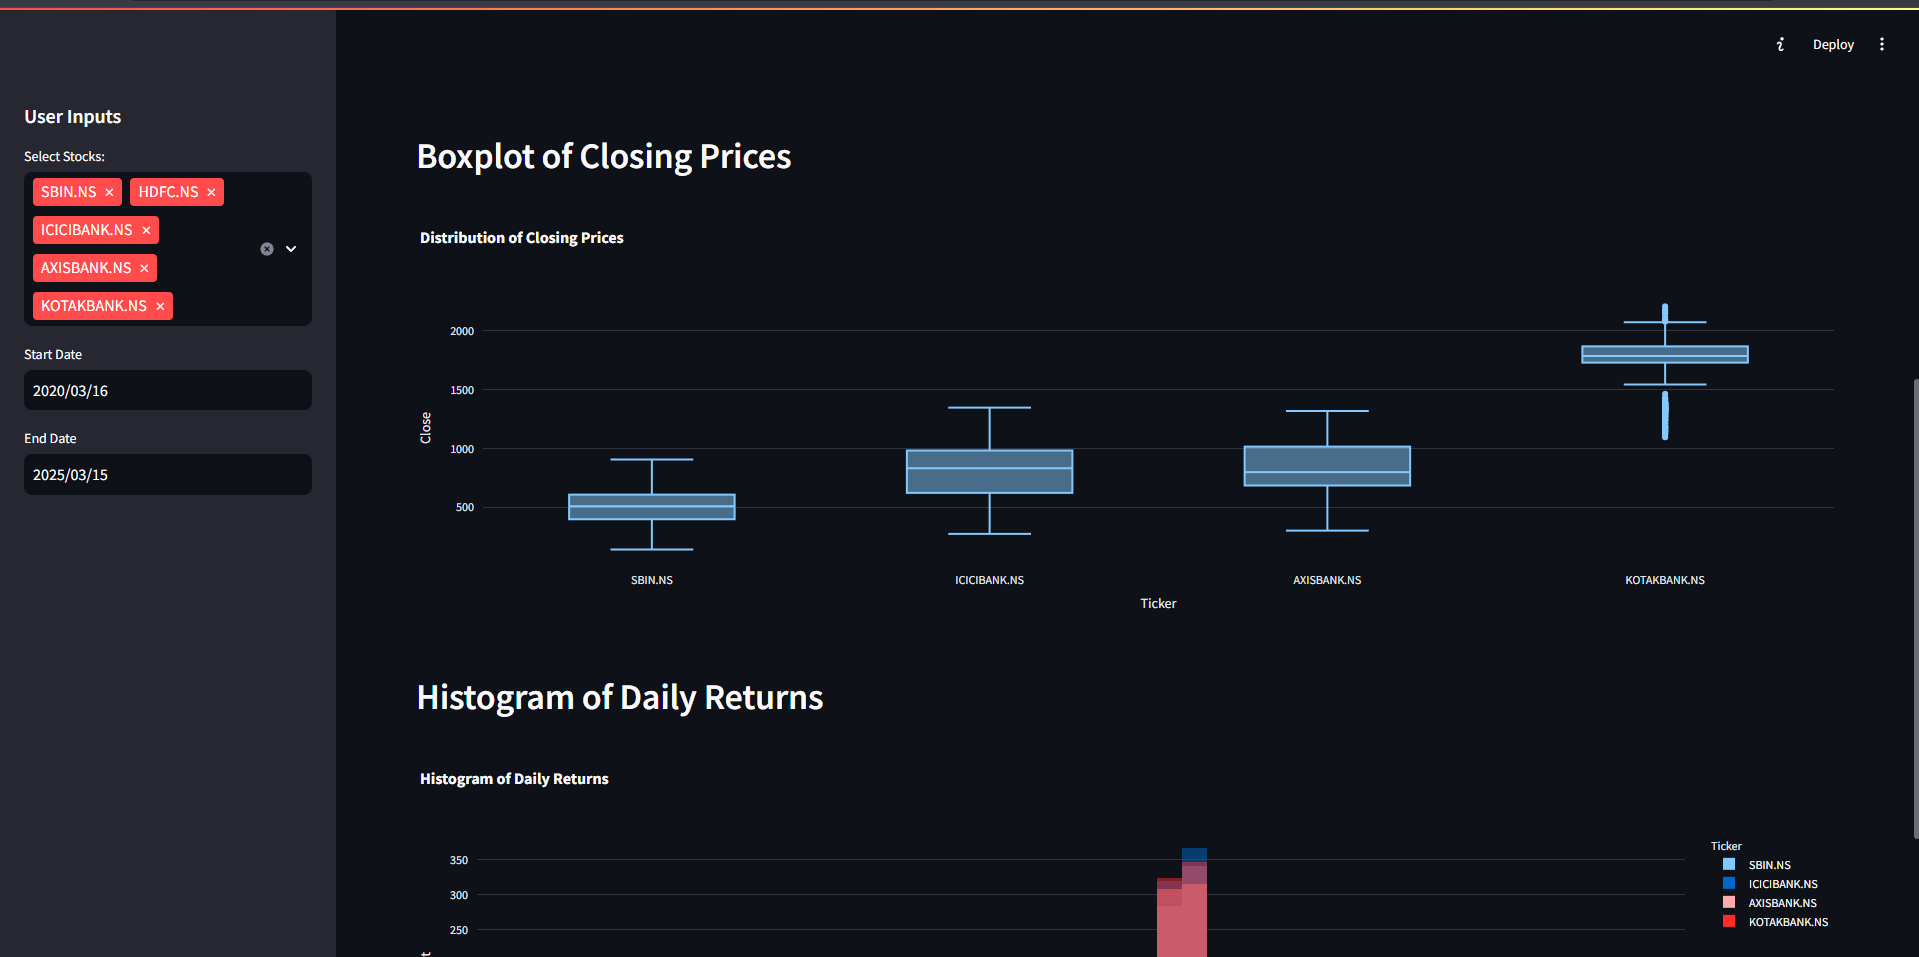 Deploy
User Inputs
Select Stocks:
SBIN.NS × HDFC.NS ×
ICICIBANK.NS ×
AXISBANK.NS ×
KOTAKBANK.NS ×
Start Date
2020/03/16
End Date
2025/03/15
Boxplot of Closing Prices
Distribution of Closing Prices
2000
1500
1000
500
Close
SBIN.NS ICICIBANK.NS AXISBANK.NS KOTAKBANK.NS
Ticker
Histogram of Daily Returns
Histogram of Daily Returns
350
300
250
Ticker
SBIN.NS
ICICIBANK.NS
AXISBANK.NS
KOTAKBANK.NS